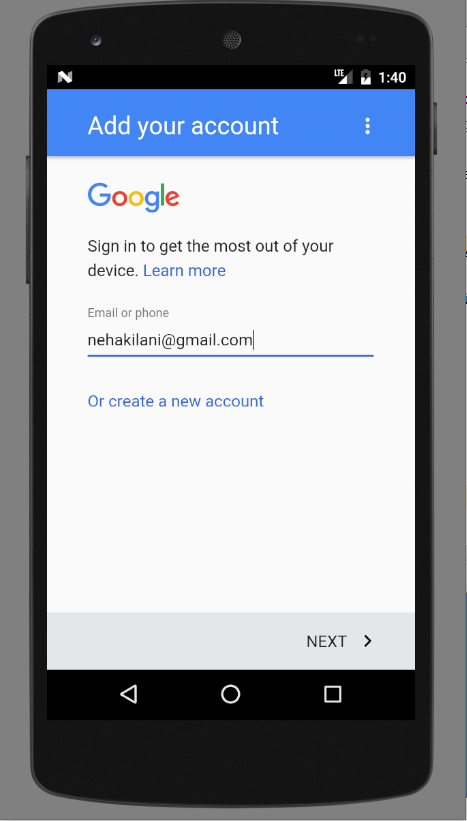 LTE 1:40
Add your account
Google
Sign in to get the most out of your
device. Learn more
Email or phone
nehakilani@gmail.com
Or create a new account
NEXT